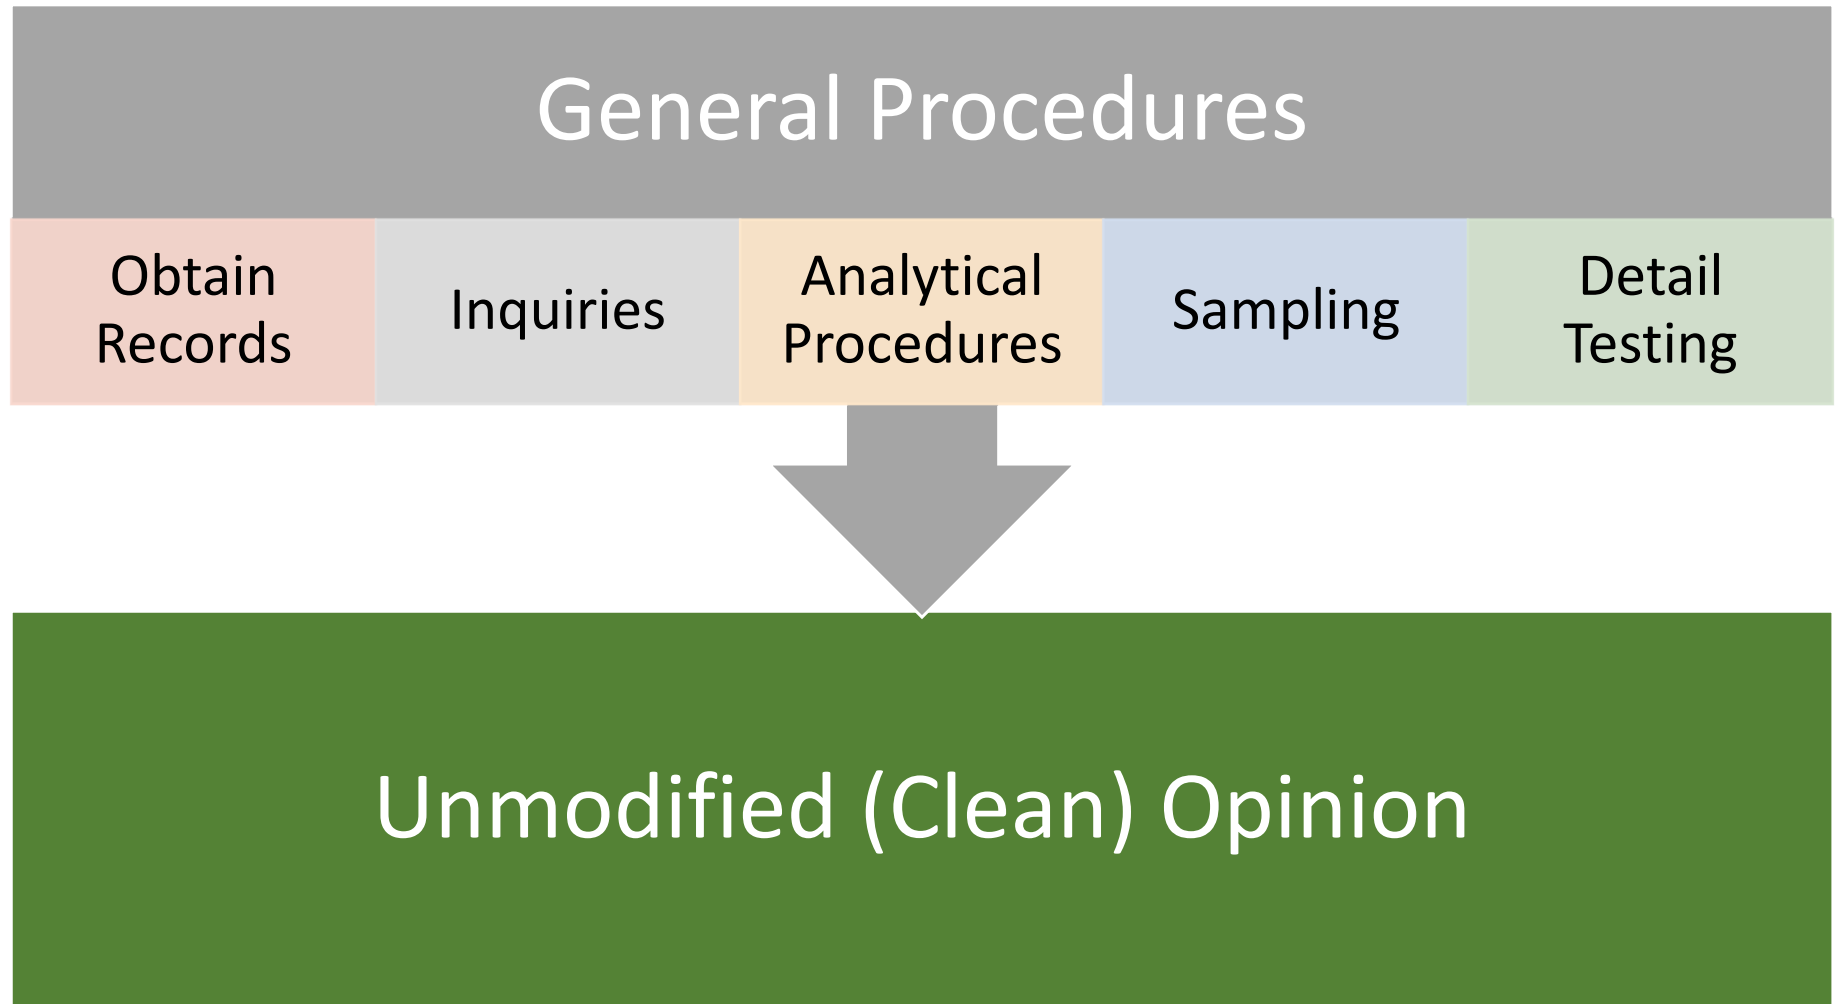 General Procedures
Obtain
Records
Inquiries
Analytical
Procedures
Sampling
Detail
Testing
Unmodified (Clean) Opinion